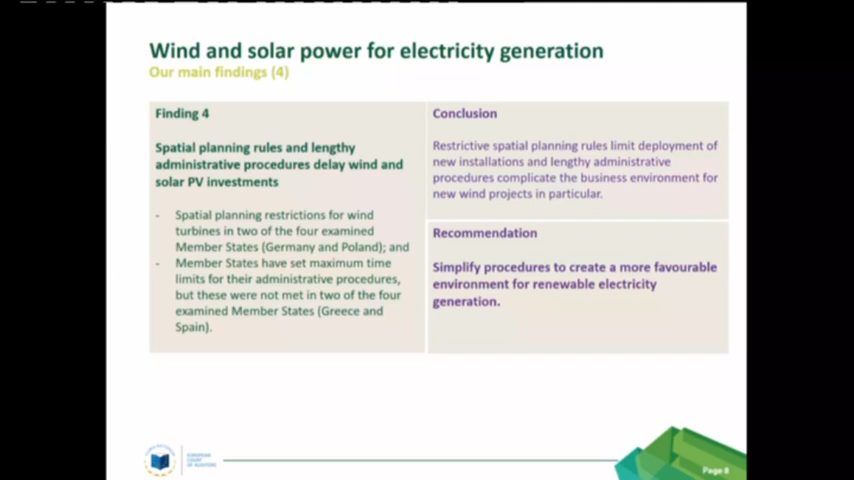 Wind and solar power for electricity generation
Our main findings (4)
Finding 4
Spatial planning rules and lengthy
administrative procedures delay wind and
solar PV investments
- Spatial planning restrictions for wind
turbines in two of the four examined
Member States (Germany and Poland); and
- Member States have set maximum time
limits for their administrative procedures,
but these were not met in two of the four
examined Member States (Greece and
Spain).
Conclusion
Restrictive spatial planning rules limit deployment of
new installations and lengthy administrative
procedures complicate the business environment for
new wind projects in particular.
Recommendation
Simplify procedures to create a more favourable
environment for renewable electricity
generation.
EUROPEAN
COURT
OF AUDITORS
Page 8